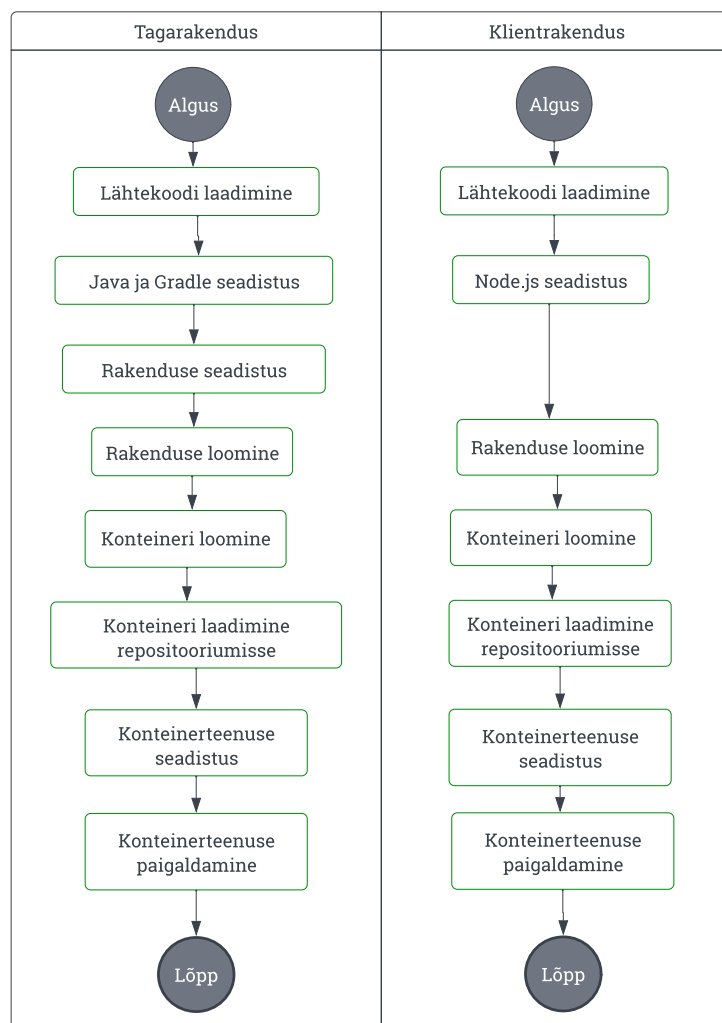 Tagarakendus
Algus
Lähtekoodi laadimine
Java ja Gradle seadistus
Rakenduse seadistus
Rakenduse loomine
Konteineri loomine
Konteineri laadimine
repositooriumisse
Konteinerteenuse
seadistus
Konteinerteenuse
paigaldamine
Lõpp
Klientrakendus
Algus
Lähtekoodi laadimine
Node.js seadistus
Rakenduse loomine
Konteineri loomine
Konteineri laadimine
repositooriumisse
Konteinerteenuse
seadistus
Konteinerteenuse
paigaldamine
Lõpp